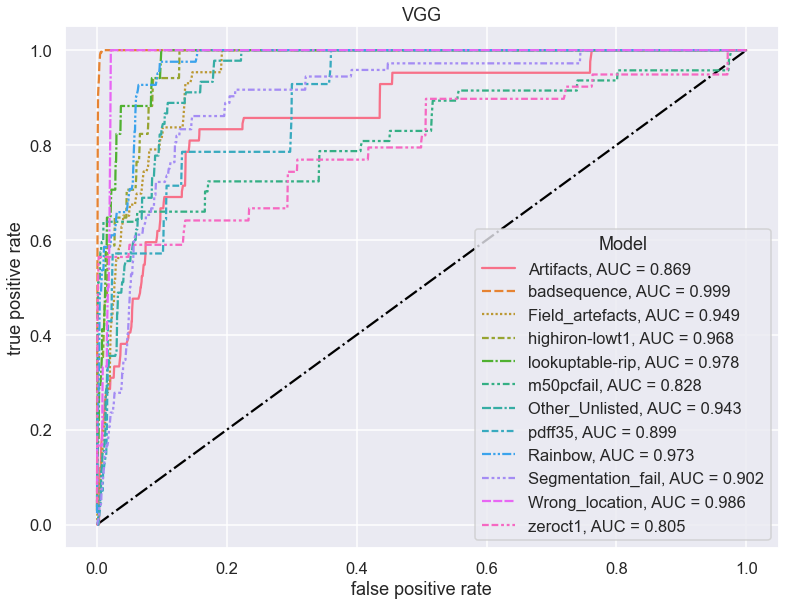 VGG
1.0
0.8
0.6
0.4
0.2
0.0
true positive rate
0.0 0.2 0.4 0.6 0.8 1.0
false positive rate
Model
Artifacts, AUC = 0.869
badsequence, AUC = 0.999
Field_artefacts, AUC = 0.949
highiron-lowt1, AUC = 0.968
lookuptable-rip, AUC = 0.978
m50pcfail, AUC = 0.828
Other_Unlisted, AUC = 0.943
pdff35, AUC = 0.899
Rainbow, AUC = 0.973
Segmentation_fail, AUC = 0.902
Wrong_location, AUC = 0.986
zeroct1, AUC = 0.805